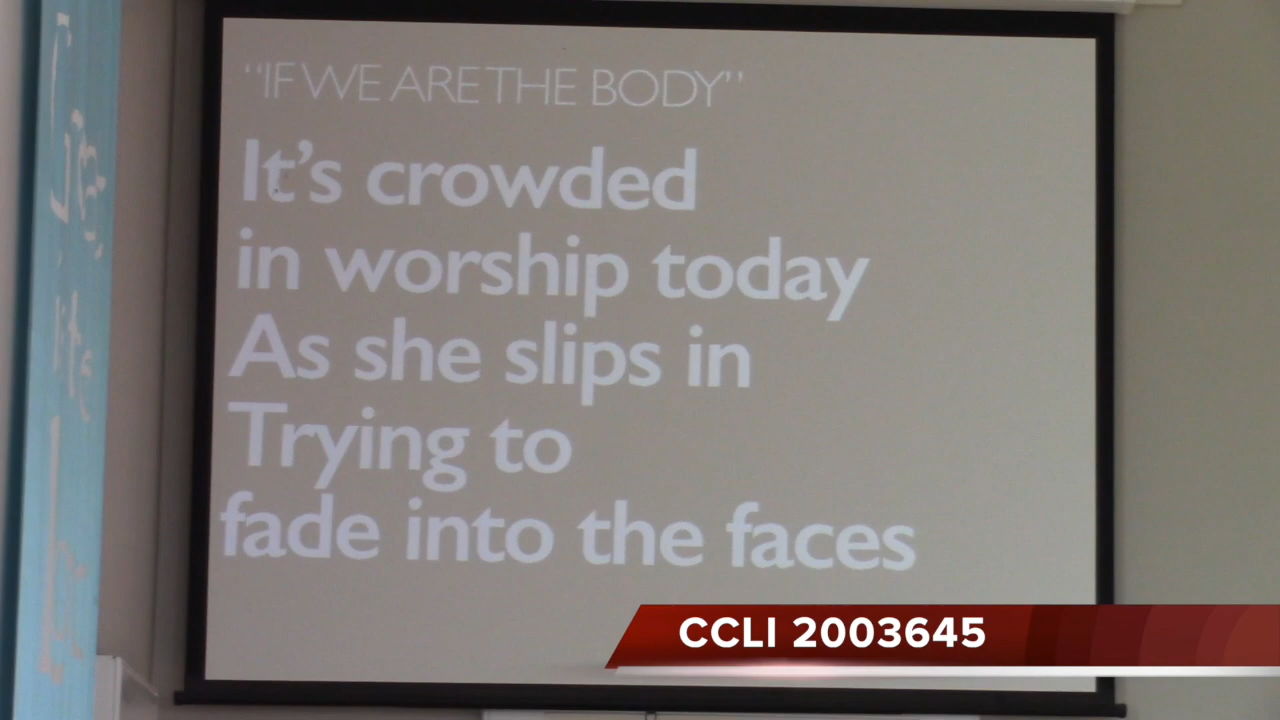 “IF WE ARE THE BODY”
It’s crowded
in worship today
As she slips in
Trying to
fade into the faces
CCLI 2003645